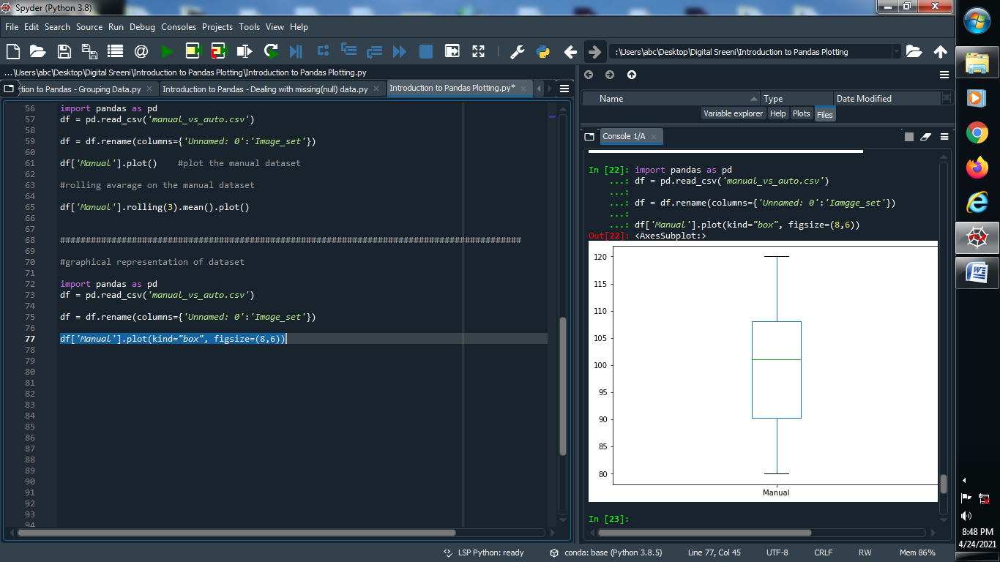 Spyder (Python 3.8)
File Edit Search Source Run Debug Consoles Projects Tools View Help
:\Users\abc\Desktop\Digital Sreeni\Introduction to Pandas Plotting
...\Users\abc\Desktop\Digital Sreeni\Introduction to Pandas Plotting\Introduction to Pandas Plotting.py
tion to Pandas - Grouping Data.py Introduction to Pandas - Dealing with missing(null) data.py Introduction to Pandas Plotting.py*
56 import pandas as pd
57 df = pd.read_csv('manual_vs_auto.csv')
58
59 df = df.rename(columns={'Unnamed: 0':'Image_set'})
60
61 df['Manual'].plot() #plot the manual dataset
62
63 #rolling avarage on the manual dataset
64
65 df['Manual'].rolling(3).mean().plot()
66
67
68 ##########################################################################################
69
70 #graphical representation of dataset
71
72 import pandas as pd
73 df = pd.read_csv('manual_vs_auto.csv')
74
75 df = df.rename(columns={'Unnamed: 0':'Image_set'})
76
77 df['Manual'].plot(kind="box", figsize=(8,6))
78
79
80
81
82
83
84
85
86
87
88
89
90
91
92
93
94
Name Type Date Modified
Variable explorer Help Plots Files
Console 1/A
In [22]: import pandas as pd
...: df = pd.read_csv('manual_vs_auto.csv')
...:
...: df = df.rename(columns={'Unnamed: 0':'Iamgge_set'})
...:
...: df['Manual'].plot(kind="box", figsize=(8,6))
Out[22]: <AxesSubplot:>
120
115
110
105
100
95
90
85
80
Manual
In [23]:
LSP Python: ready conda: base (Python 3.8.5) Line 77, Col 45 UTF-8 CRLF RW Mem 86%
8:48 PM
4/24/2021